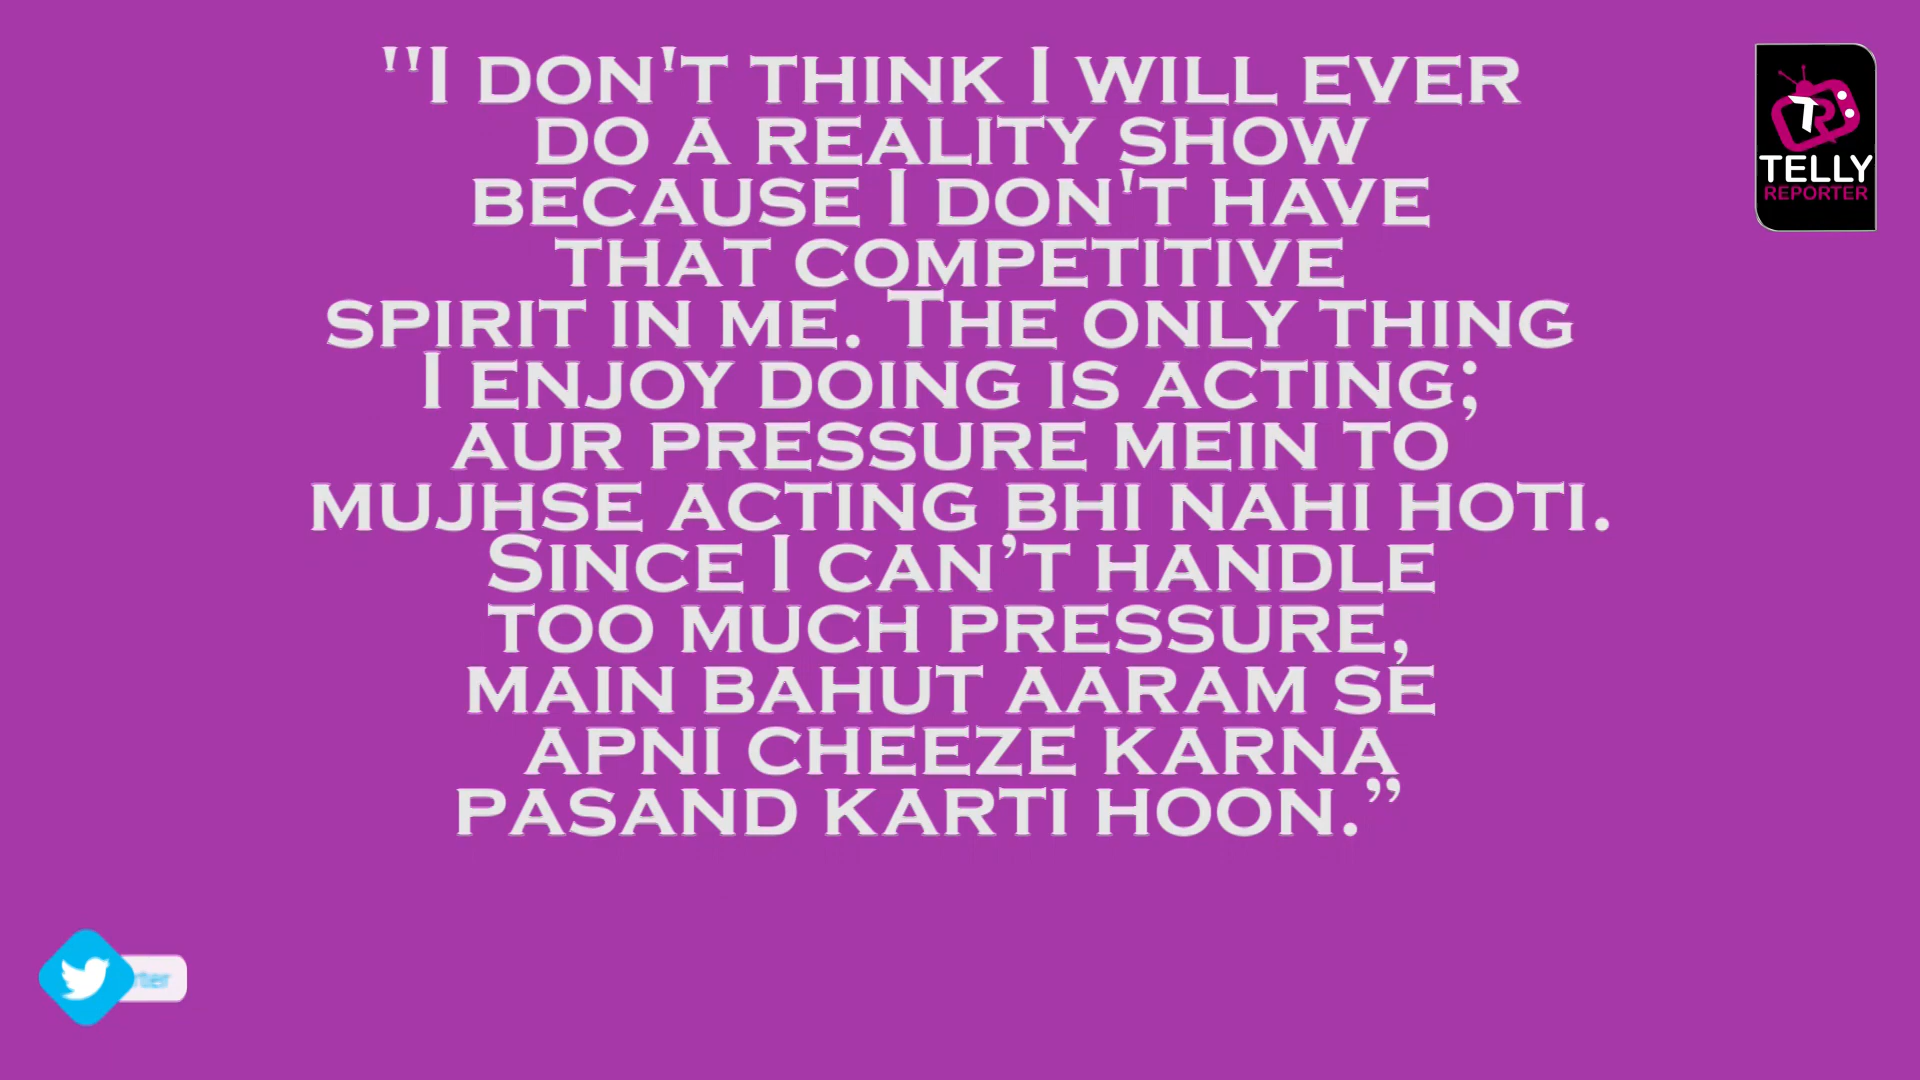 "I don't think I will ever
do a reality show
because I don't have
that competitive
spirit in me. The only thing
I enjoy doing is acting;
aur pressure mein to
mujhse acting bhi nahi hoti.
Since I can’t handle
too much pressure,
main bahut aaram se
apni cheeze karna
pasand karti hoon.”
TR
TELLY
REPORTER